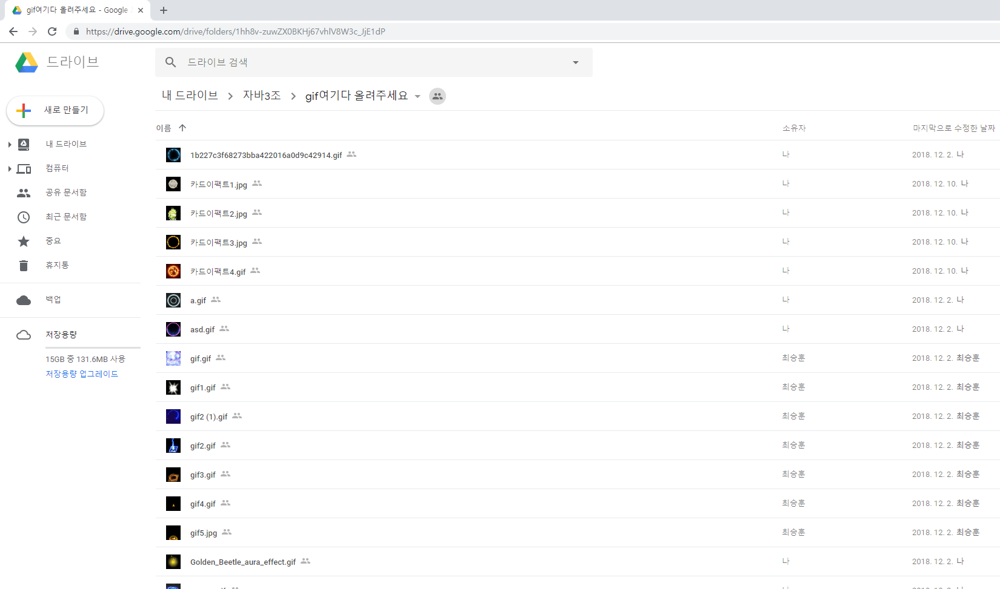 gif여기다 올려주세요 - Google
https://drive.google.com/drive/folders/1hh8v-zuwZX0BKHj67vhlV8W3c_JjE1dP
드라이브
드라이브 검색
내 드라이브 > 자바3조 > gif여기다 올려주세요
새로 만들기
내 드라이브
컴퓨터
공유 문서함
최근 문서함
중요
휴지통
백업
저장용량
15GB 중 131.6MB 사용
저장용량 업그레이드
이름 소유자 마지막으로 수정한 날짜
1b227c3f68273bba422016a0d9c42914.gif 나 2018. 12. 2. 나
카드이팩트1.jpg 나 2018. 12. 10. 나
카드이팩트2.jpg 나 2018. 12. 10. 나
카드이팩트3.jpg 나 2018. 12. 10. 나
카드이팩트4.gif 나 2018. 12. 10. 나
a.gif 나 2018. 12. 2. 나
asd.gif 나 2018. 12. 2. 나
gif.gif 최승훈 2018. 12. 2. 최승훈
gif1.gif 최승훈 2018. 12. 2. 최승훈
gif2 (1).gif 최승훈 2018. 12. 2. 최승훈
gif2.gif 최승훈 2018. 12. 2. 최승훈
gif3.gif 최승훈 2018. 12. 2. 최승훈
gif4.gif 최승훈 2018. 12. 2. 최승훈
gif5.jpg 최승훈 2018. 12. 2. 최승훈
Golden_Beetle_aura_effect.gif 나 2018. 12. 2. 나